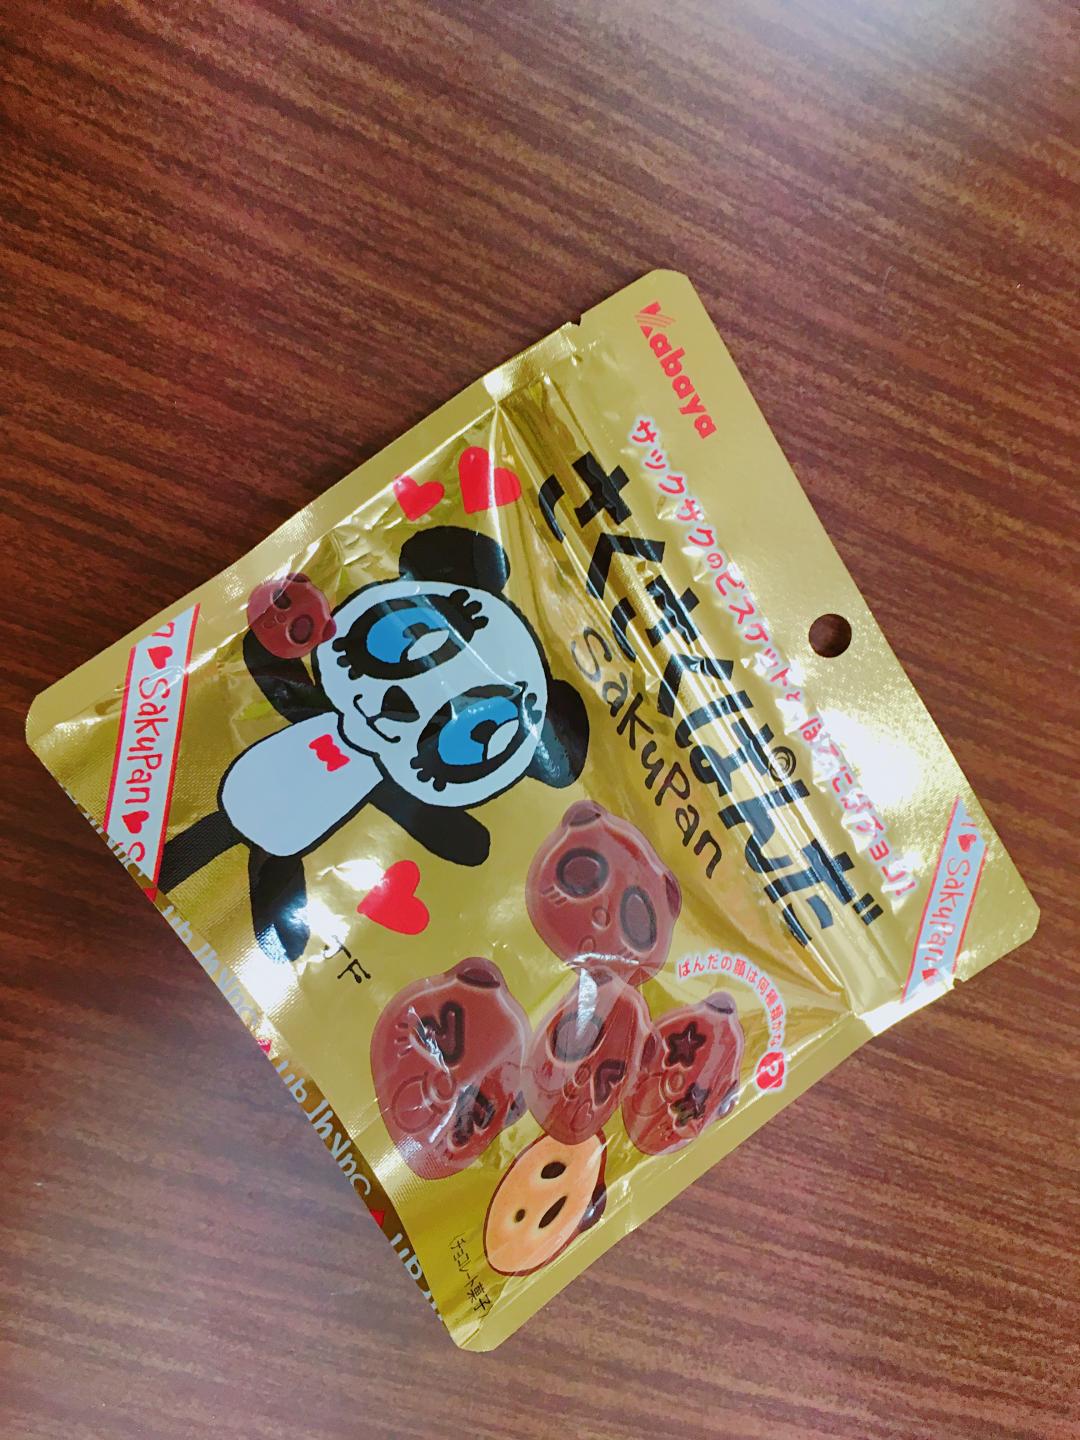 Kabaya
サックサクのビスケットと
さくさくぱんだ
SakuPan
SakuPan
SakuPan
ぱんだの顔は何種類かな?
(チョコレート菓子)